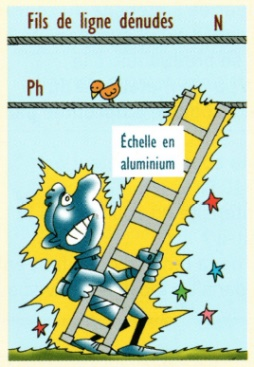 Fils de ligne dénudés N
Ph
Échelle en
aluminium